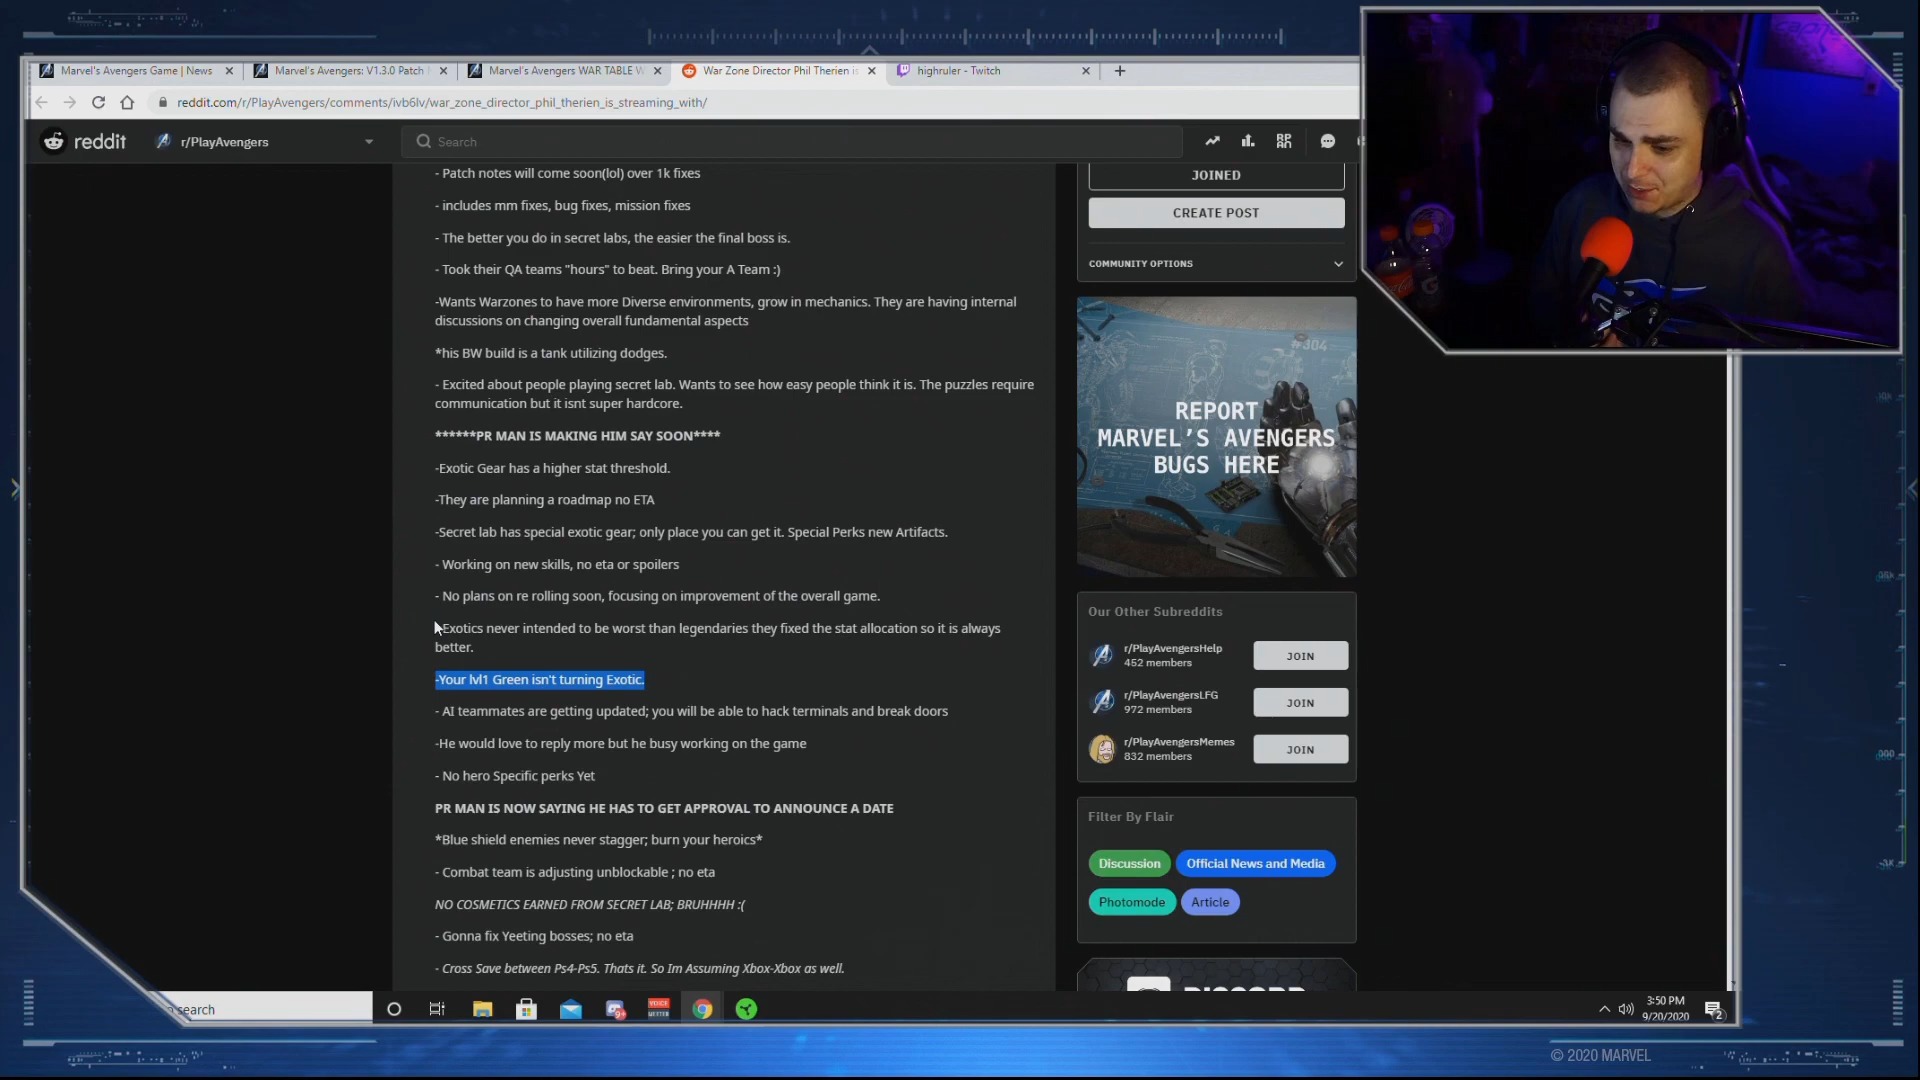 Marvel's Avengers Game | News
Marvel's Avengers: V1.3.0 Patch
Marvel's Avengers WAR TABLE W
War Zone Director Phil Therien is
highruler - Twitch
reddit.com/r/PlayAvengers/comments/ivb6lv/war_zone_director_phil_therien_is_streaming_with/
reddit
r/PlayAvengers
Search
- Patch notes will come soon(lol) over 1k fixes
- includes mm fixes, bug fixes, mission fixes
- The better you do in secret labs, the easier the final boss is.
- Took their QA teams "hours" to beat. Bring your A Team :)
-Wants Warzones to have more Diverse environments, grow in mechanics. They are having internal
discussions on changing overall fundamental aspects
*his BW build is a tank utilizing dodges.
- Excited about people playing secret lab. Wants to see how easy people think it is. The puzzles require
communication but it isnt super hardcore.
******PR MAN IS MAKING HIM SAY SOON****
-Exotic Gear has a higher stat threshold.
-They are planning a roadmap no ETA
-Secret lab has special exotic gear; only place you can get it. Special Perks new Artifacts.
- Working on new skills, no eta or spoilers
- No plans on re rolling soon, focusing on improvement of the overall game.
Exotics never intended to be worst than legendaries they fixed the stat allocation so it is always
better.
-Your lvl1 Green isn't turning Exotic.
- AI teammates are getting updated; you will be able to hack terminals and break doors
-He would love to reply more but he busy working on the game
- No hero Specific perks Yet
PR MAN IS NOW SAYING HE HAS TO GET APPROVAL TO ANNOUNCE A DATE
*Blue shield enemies never stagger; burn your heroics*
- Combat team is adjusting unblockable ; no eta
NO COSMETICS EARNED FROM SECRET LAB; BRUHHHH :(
- Gonna fix Yeeting bosses; no eta
- Cross Save between Ps4-Ps5. Thats it. So Im Assuming Xbox-Xbox as well.
JOINED
CREATE POST
COMMUNITY OPTIONS
#304
REPORT
MARVEL'S AVENGERS
BUGS HERE
Our Other Subreddits
r/PlayAvengersHelp
452 members
JOIN
r/PlayAvengersLFG
972 members
JOIN
r/PlayAvengersMemes
832 members
JOIN
Filter By Flair
Discussion
Official News and Media
Photomode
Article
DISCORD
search
9+
VOICE
MEETER
3:50 PM
9/20/2020
2
© 2020 MARVEL